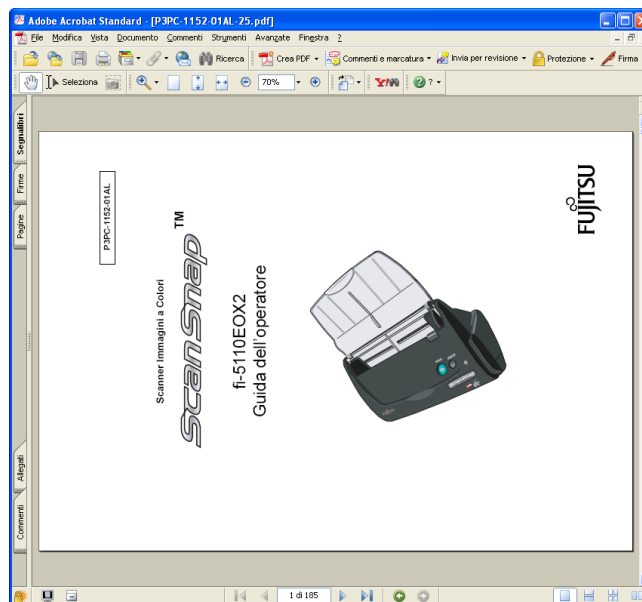 Adobe Acrobat Standard - [P3PC-1152-01AL-25.pdf]
File Modifica Vista Documento Commenti Strumenti Avanzate Finestra ?
Ricerca Crea PDF Commenti e marcatura Invia per revisione Protezione Firma
Seleziona 70% Y! ?
Segnalibri
Firme
Pagine
Allegati
Commenti
P3PC-1152-01AL
Scanner Immagini a Colori
ScanSnap TM
fi-5110EOX2
Guida dell'operatore
FUJITSU
1 di 185